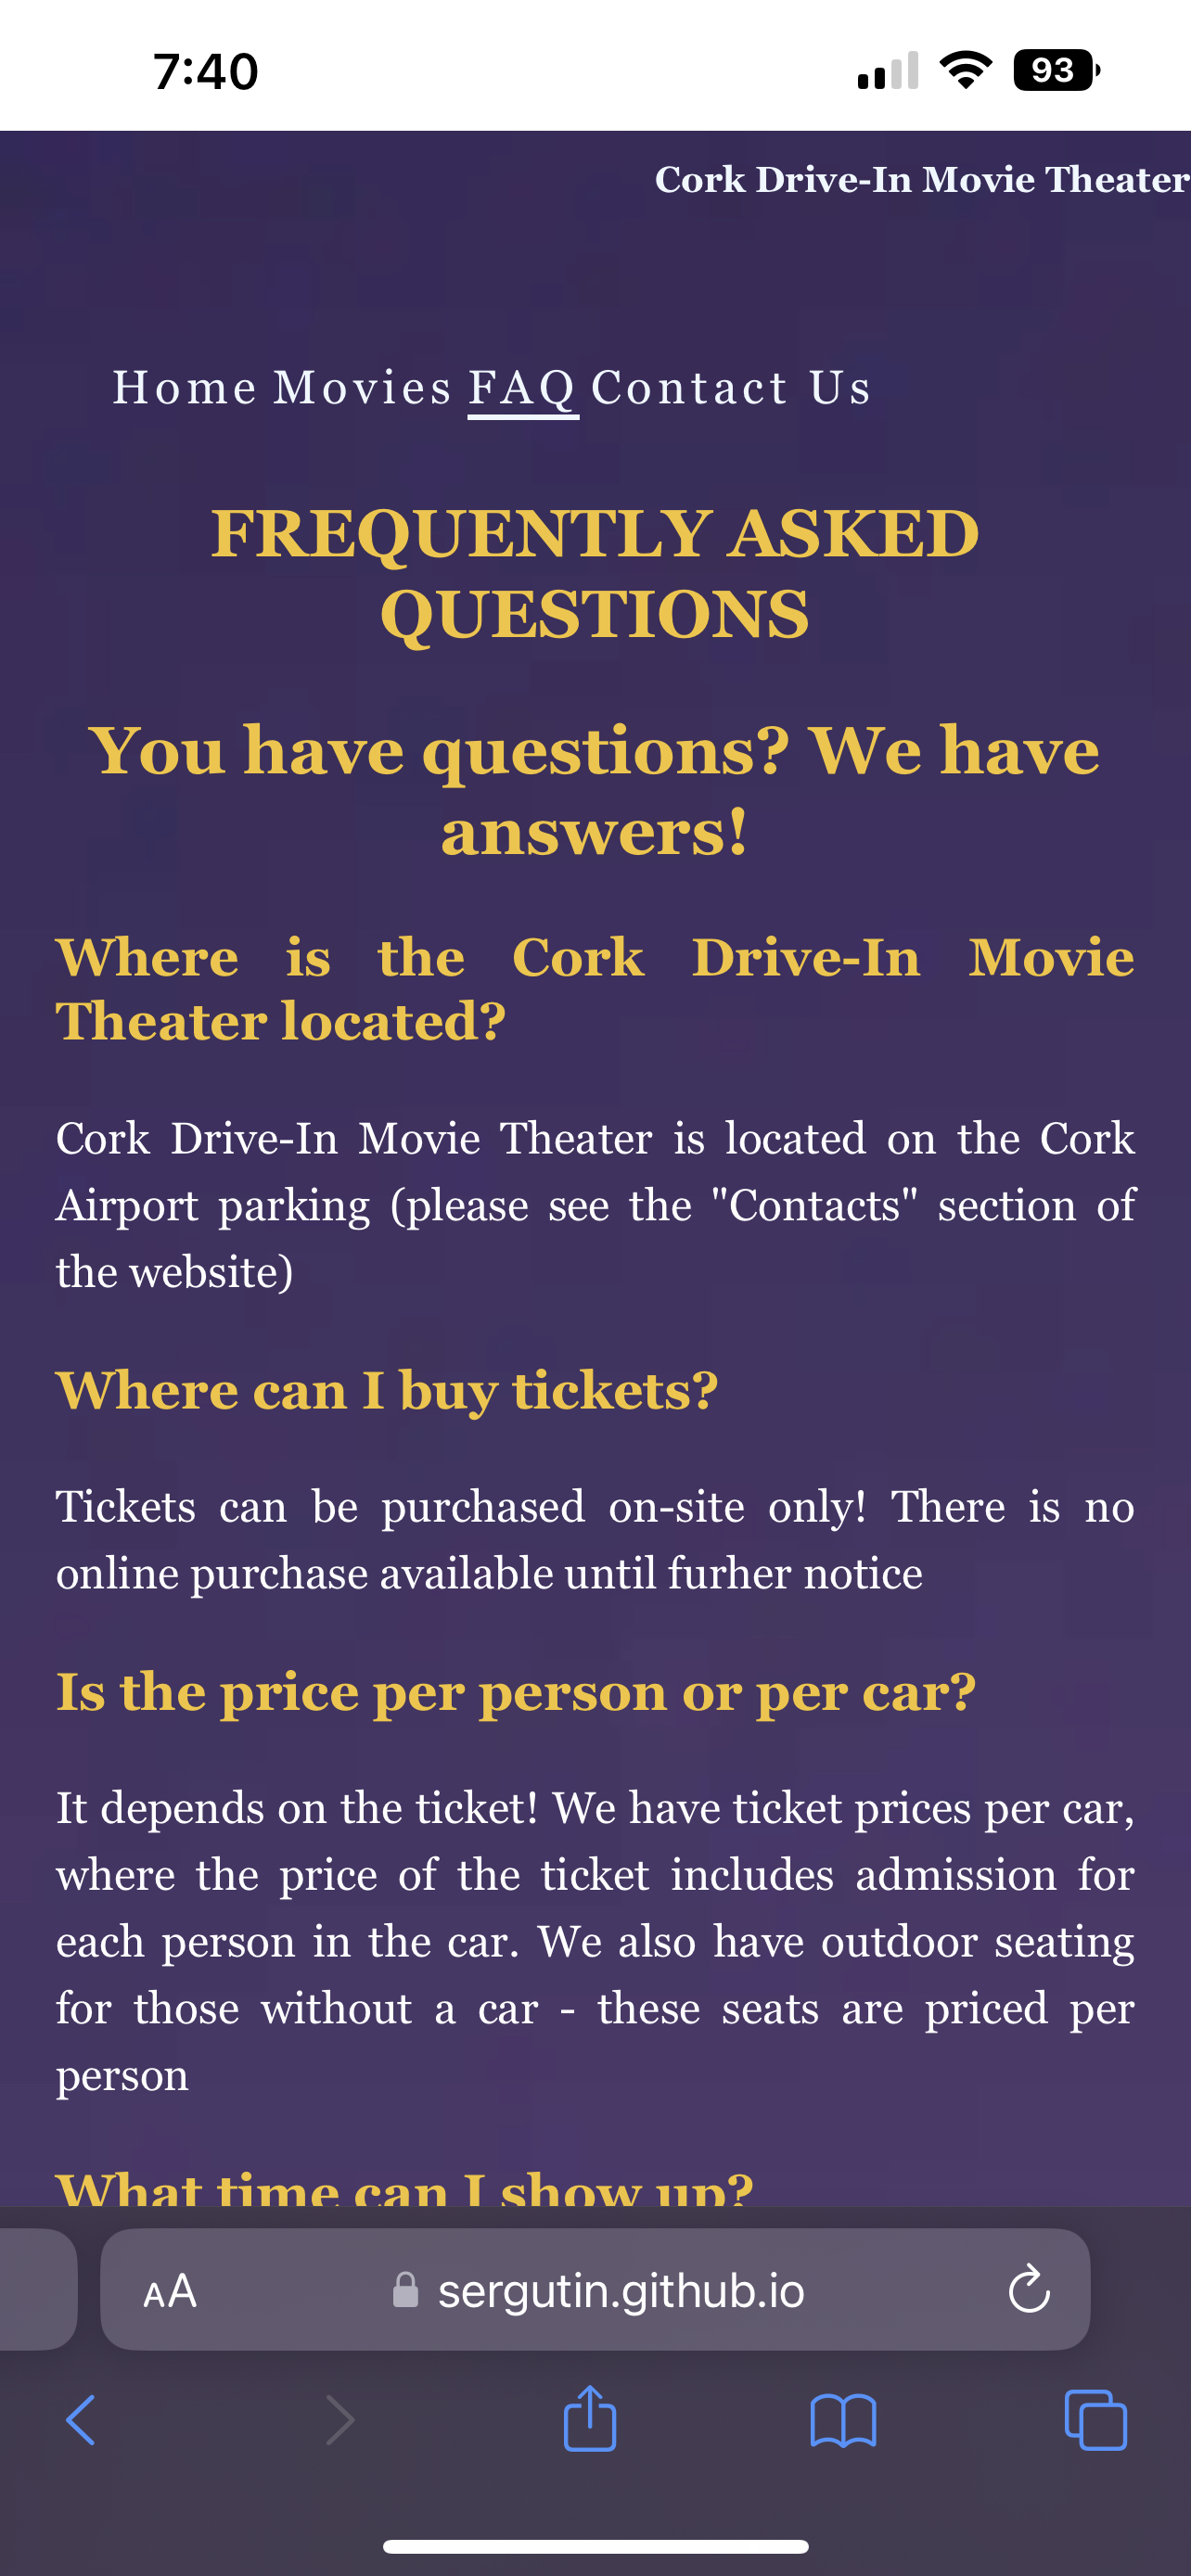 7:40
93
Cork Drive-In Movie Theater
Home Movies FAQ Contact Us
FREQUENTLY ASKED
QUESTIONS
You have questions? We have
answers!
Where is the Cork Drive-In Movie
Theater located?
Cork Drive-In Movie Theater is located on the Cork
Airport parking (please see the "Contacts" section of
the website)
Where can I buy tickets?
Tickets can be purchased on-site only! There is no
online purchase available until furher notice
Is the price per person or per car?
It depends on the ticket! We have ticket prices per car,
where the price of the ticket includes admission for
each person in the car. We also have outdoor seating
for those without a car - these seats are priced per
person
What time can I show up?
AA sergutin.github.io